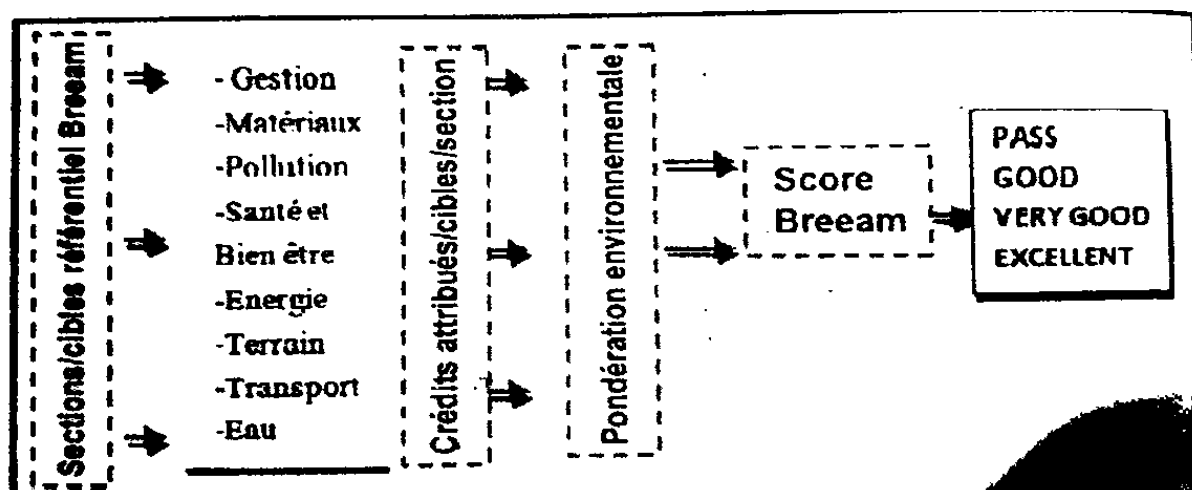 Sections/cibles référentiel Breeam
- Gestion
-Matériaux
-Pollution
-Santé et
Bien être
-Energie
-Terrain
-Transport
-Eau
Crédits attribués/cibles/section
Pondération environnementale
Score
Breeam
PASS
GOOD
VERY GOOD
EXCELLENT